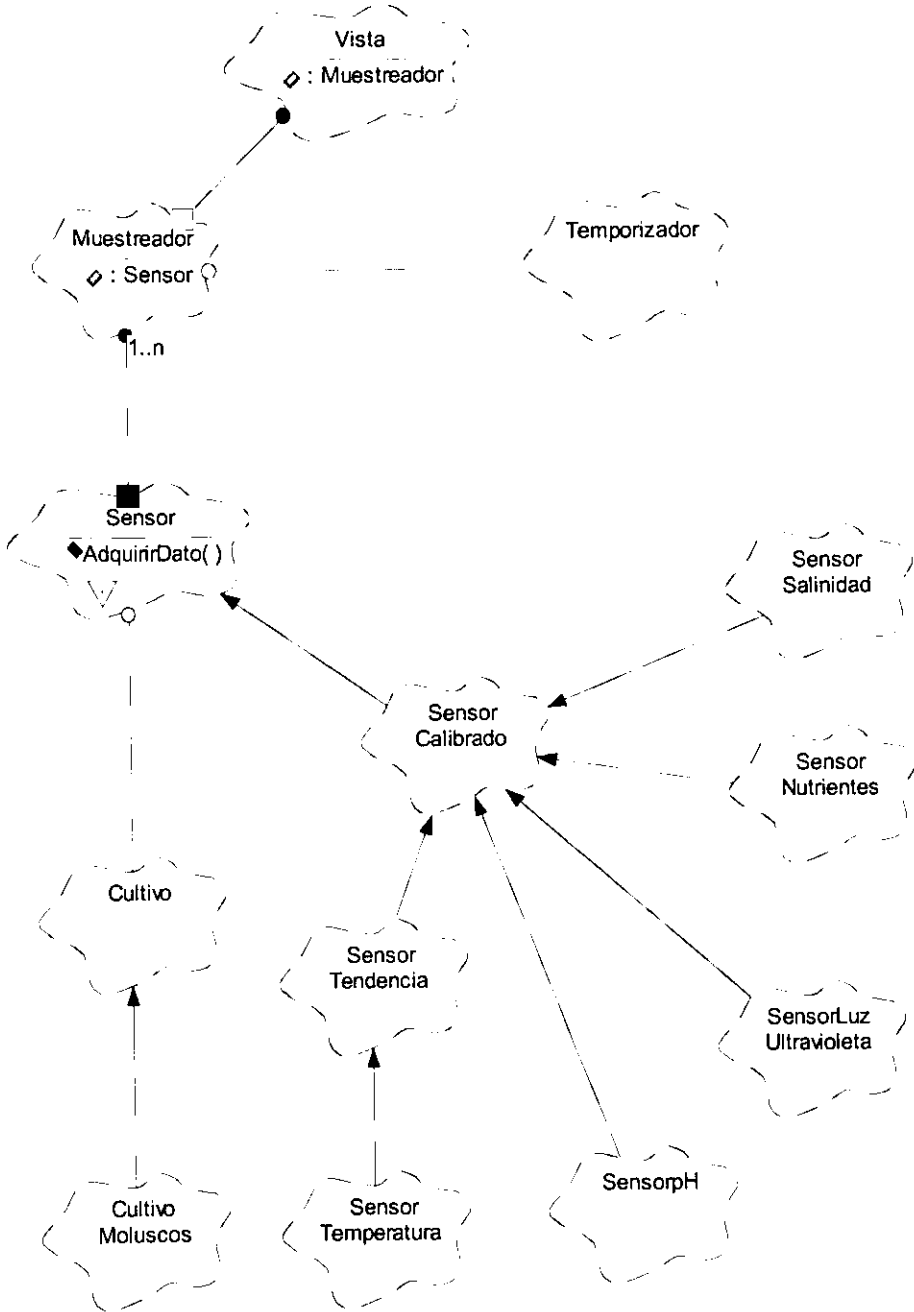 Vista
: Muestreador
Muestreador
: Sensor
Temporizador
1..n
Sensor
AdquirirDato( )
Sensor
Salinidad
Sensor
Calibrado
Sensor
Nutrientes
Cultivo
Sensor
Tendencia
SensorLuz
Ultravioleta
Cultivo
Moluscos
Sensor
Temperatura
SensorpH